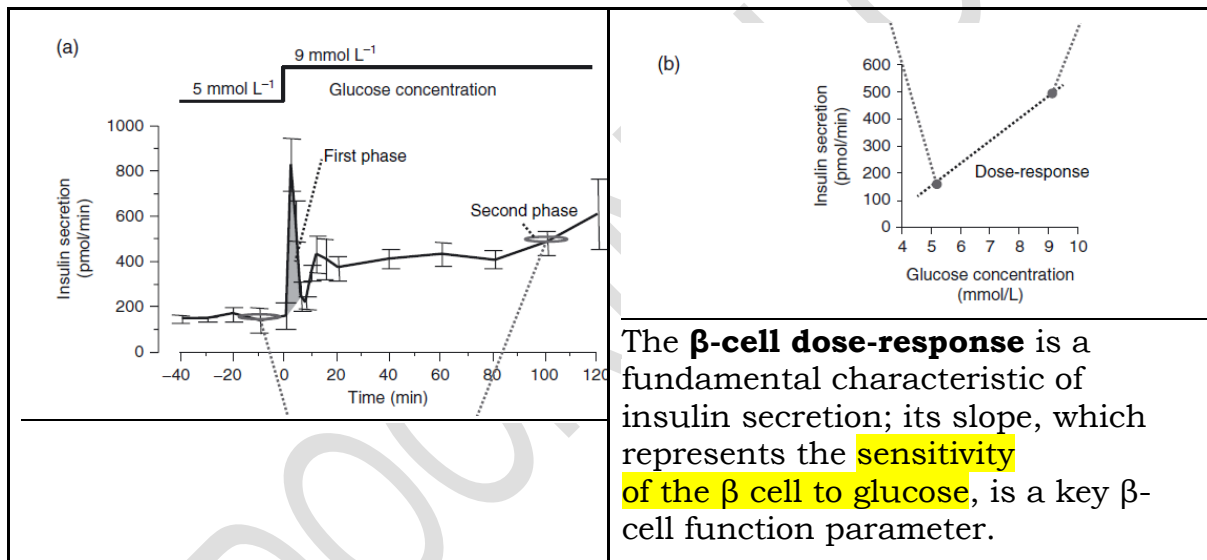 (a)
9 mmol L⁻¹
5 mmol L⁻¹
Glucose concentration
1000
800
600
400
200
0
Insulin secretion
(pmol/min)
First phase
Second phase
–40 –20 0 20 40 60 80 100 120
Time (min)
(b)
600
500
400
300
200
100
0
Insulin secretion
(pmol/min)
Dose-response
4 5 6 7 8 9 10
Glucose concentration
(mmol/L)
The β-cell dose-response is a
fundamental characteristic of
insulin secretion; its slope, which
represents the sensitivity
of the β cell to glucose, is a key β-
cell function parameter.